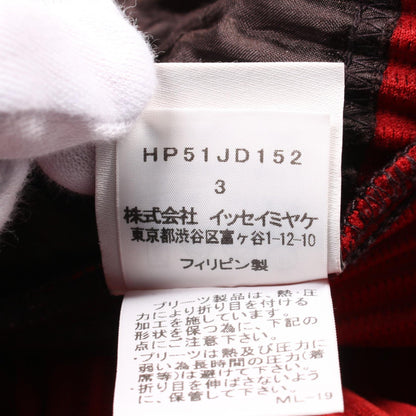 HP51JD152
3
株式会社 イッセイミヤケ
東京都渋谷区富ヶ谷1-12-10
フィリピン製
プリーツ製品は、熱・圧
力により折り目を付ける
加工を施しています。
形状を保つ為に、下記の
点にご注意下さい。
・プリーツは熱及び圧力に
弱い為長時間の圧力(着
席等)は避けて下さい。
折り目を伸ばさないよう
に、保管して下さい。
ML-19